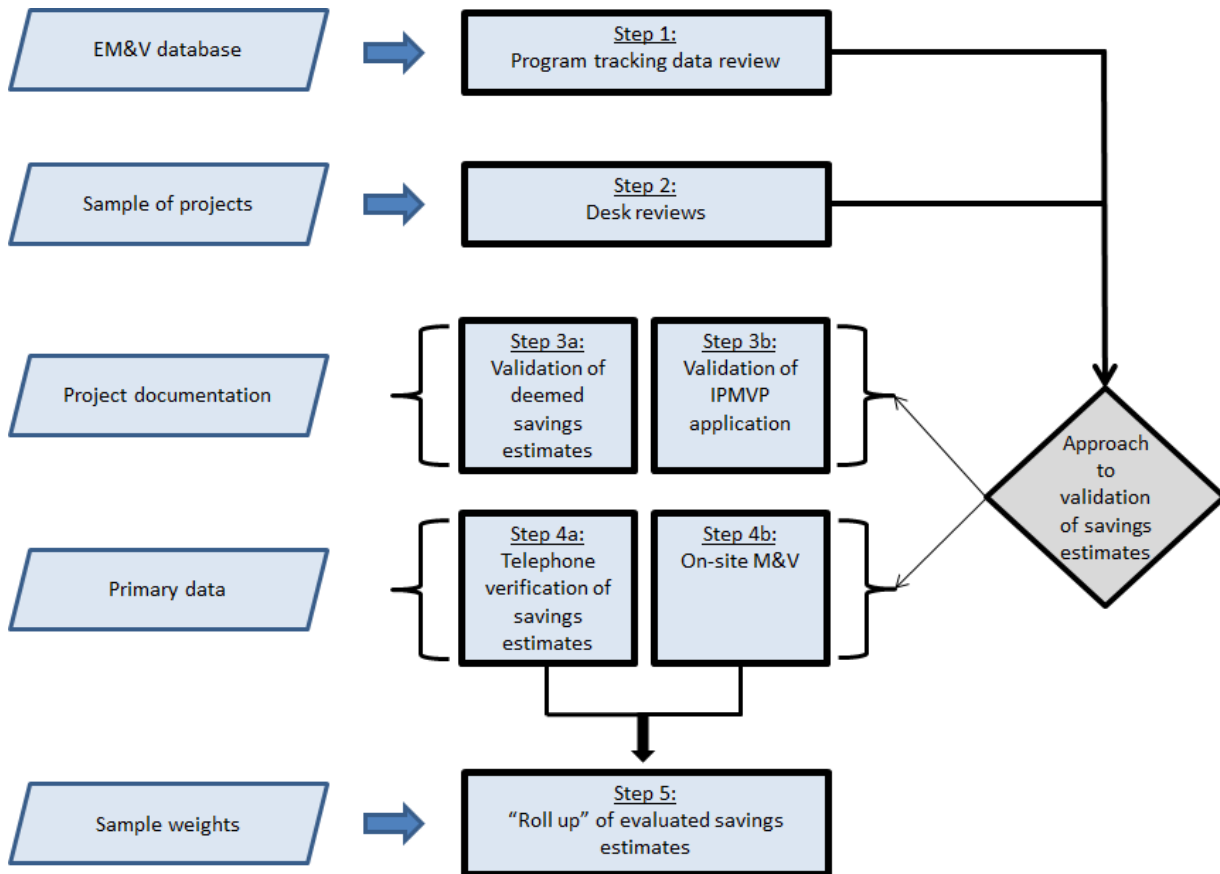 EM&V database
Step 1:
Program tracking data review
Sample of projects
Step 2:
Desk reviews
Project documentation
Step 3a:
Validation of
deemed
savings
estimates
Step 3b:
Validation of
IPMVP
application
Approach
to
validation
of savings
estimates
Primary data
Step 4a:
Telephone
verification of
savings
estimates
Step 4b:
On-site M&V
Sample weights
Step 5:
“Roll up” of evaluated savings
estimates